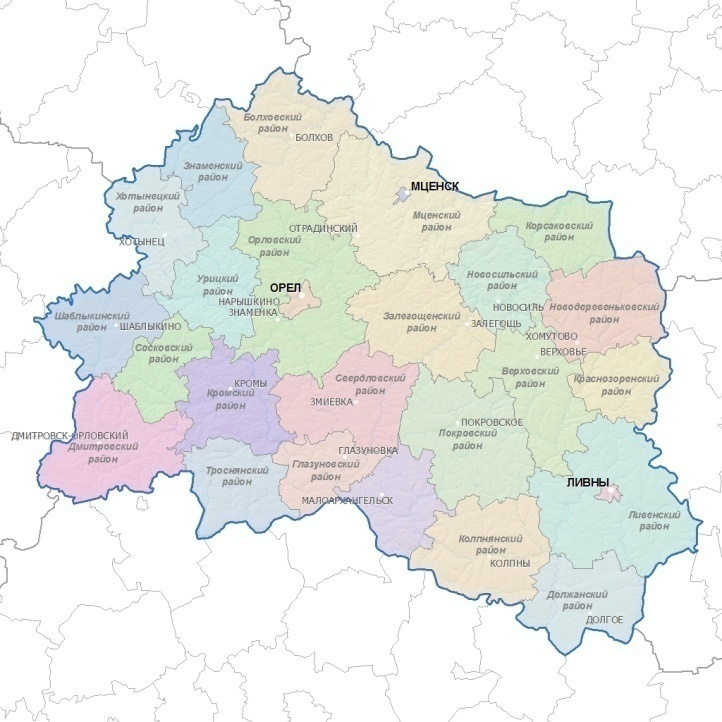 Болховский
район
БОЛХОВ
Знаменский
район
МЦЕНСК
Хотынецкий
район
Мценский
район
ОТРАДИНСКИЙ
Корсаковский
район
ХОТЫНЕЦ
Орловский
район
Урицкий
район
Новосильский
район
ОРЕЛ
НАРЫШКИНО
ЗНАМЕНКА
НОВОСИЛЬ
Новодеревеньковский
район
Шаблыкинский
район
ШАБЛЫКИНО
Залегощенский
район
ЗАЛЕГОЩЬ
ХОМУТОВО
ВЕРХОВЬЕ
Сосковский
район
Верховский
район
Краснозоренский
район
КРОМЫ
Кромский
район
Свердловский
район
ЗМИЕВКА
ПОКРОВСКОЕ
Покровский
район
ДМИТРОВСК-ОРЛОВСКИЙ
Дмитровский
район
ГЛАЗУНОВКА
Троснянский
район
Глазуновский
район
МАЛОАРХАНГЕЛЬСК
ЛИВНЫ
Ливенский
район
Колпнянский
район
КОЛПНЫ
Должанский
район
ДОЛГОЕ